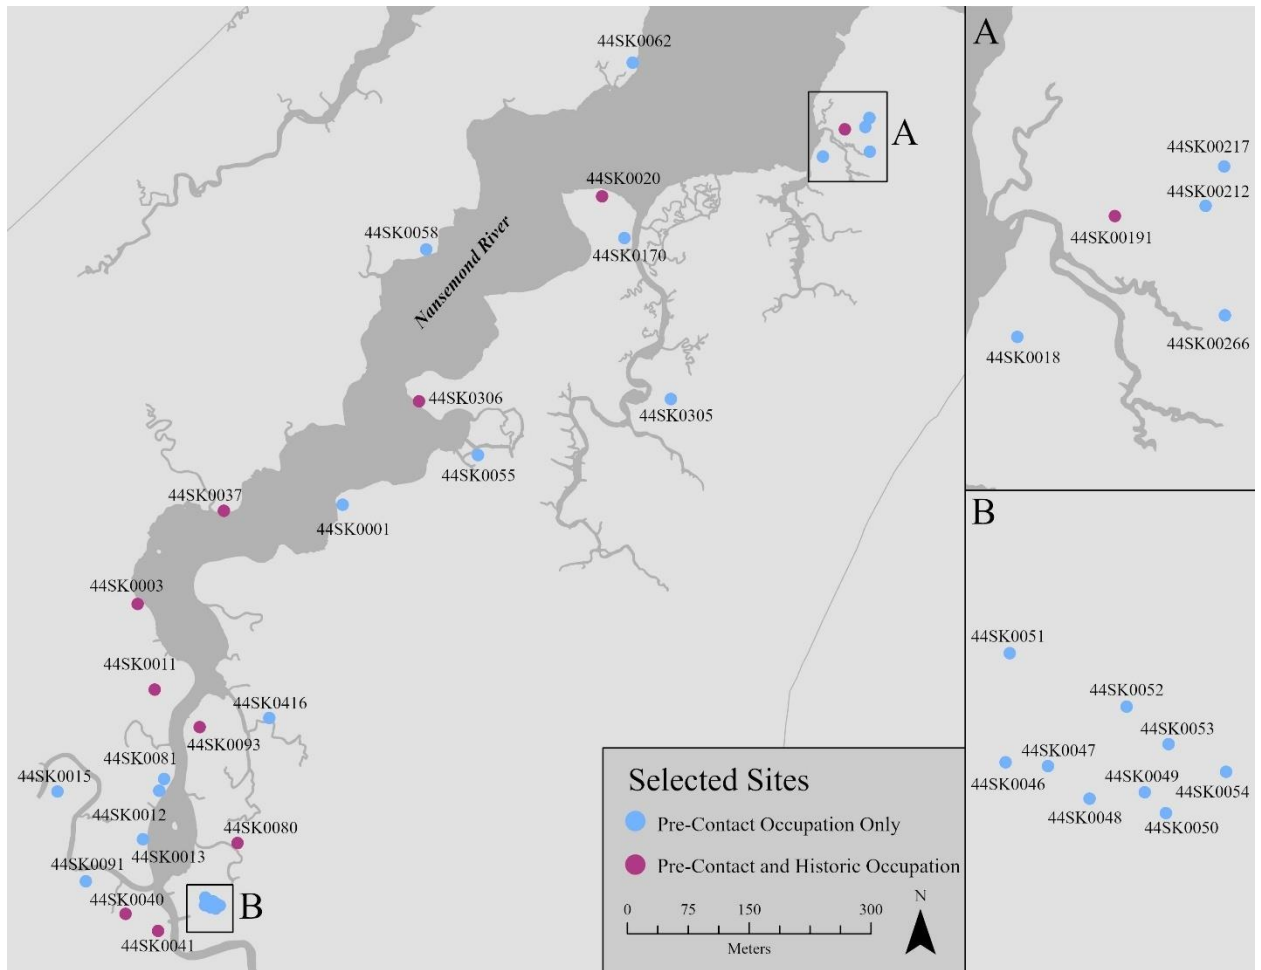 44SK0062
A
44SK0020
44SK0058
44SK0170
Nansemond River
44SK0306
44SK0305
44SK0055
44SK0037
44SK0001
44SK0003
44SK0011
44SK0416
44SK0093
44SK0081
44SK0015
44SK0012
44SK0080
44SK0013
44SK0091
44SK0040
B
44SK0041
A
44SK00217
44SK00212
44SK00191
44SK00266
44SK0018
B
44SK0051
44SK0052
44SK0053
44SK0047
44SK0046
44SK0049
44SK0054
44SK0048
44SK0050
Selected Sites
Pre-Contact Occupation Only
Pre-Contact and Historic Occupation
N
0 75 150 300
Meters